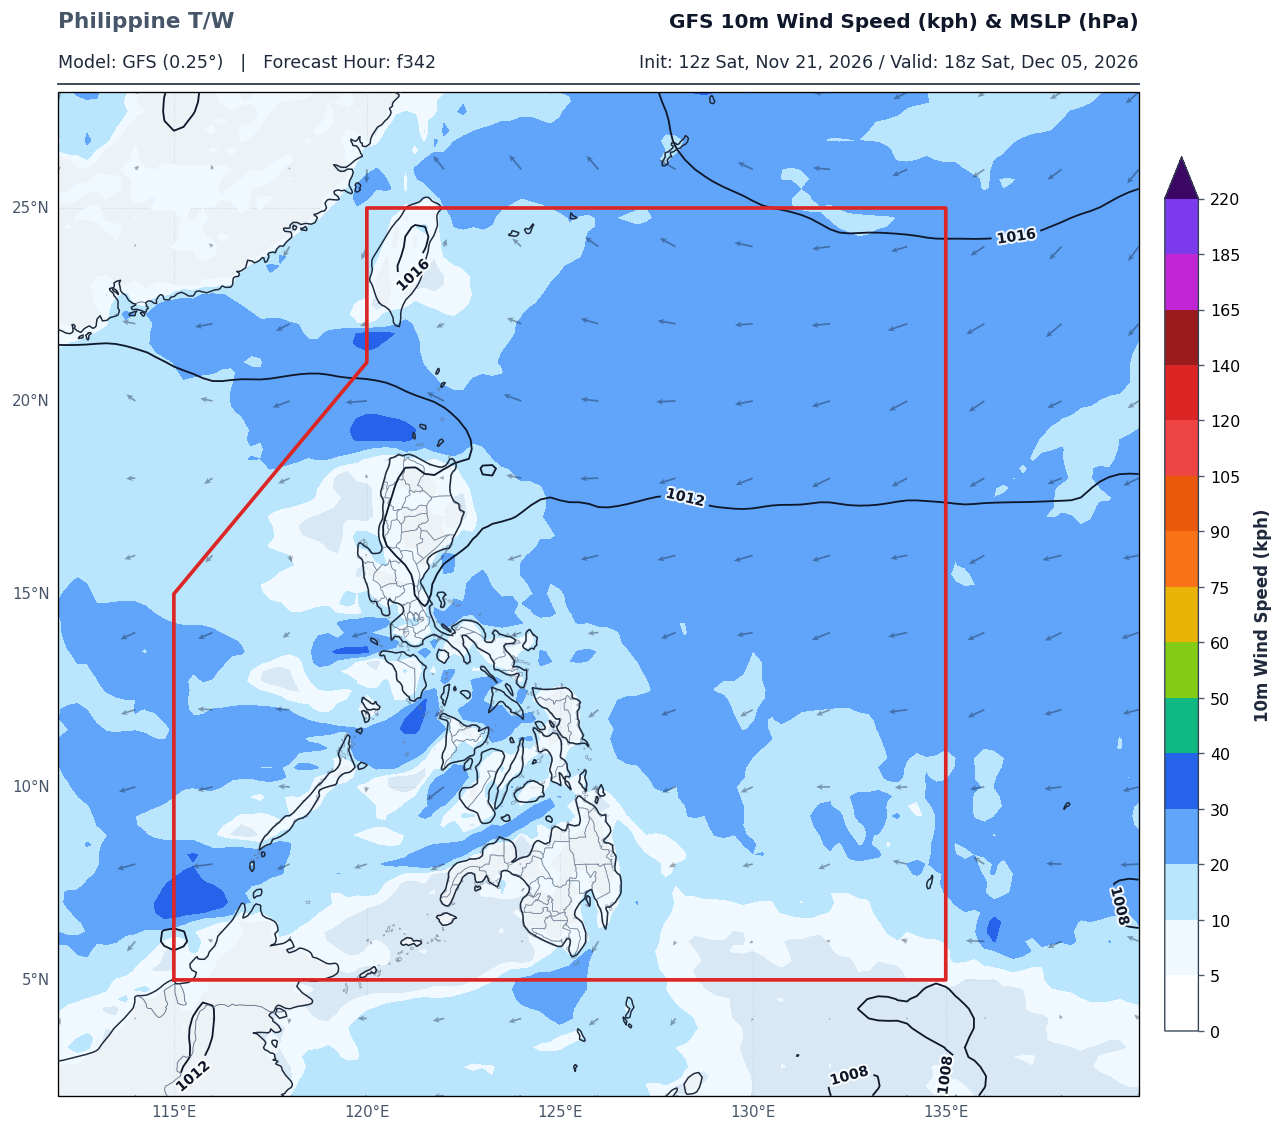 Philippine T/W
GFS 10m Wind Speed (kph) & MSLP (hPa)
Model: GFS (0.25°)   |   Forecast Hour: f342
Init: 12z Sat, Nov 21, 2026 / Valid: 18z Sat, Dec 05, 2026
25°N
20°N
15°N
10°N
5°N
115°E
120°E
125°E
130°E
135°E
1016
1016
1012
1008
1012
1008
1008
220
185
165
140
120
105
90
75
60
50
40
30
20
10
5
0
10m Wind Speed (kph)